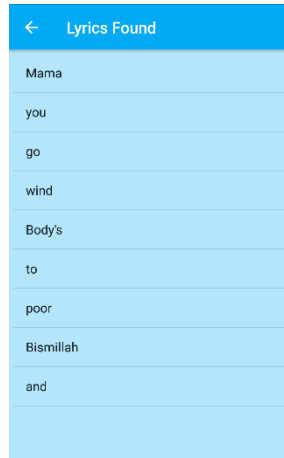 Lyrics Found
Mama
you
go
wind
Body's
to
poor
Bismillah
and